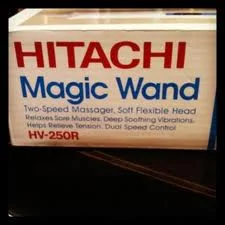 HITACHI
Magic Wand
Two-Speed Massager, Soft Flexible Head
Relaxes Sore Muscles, Deep Soothing Vibrations,
Helps Relieve Tension, Dual Speed Control
HV-250R